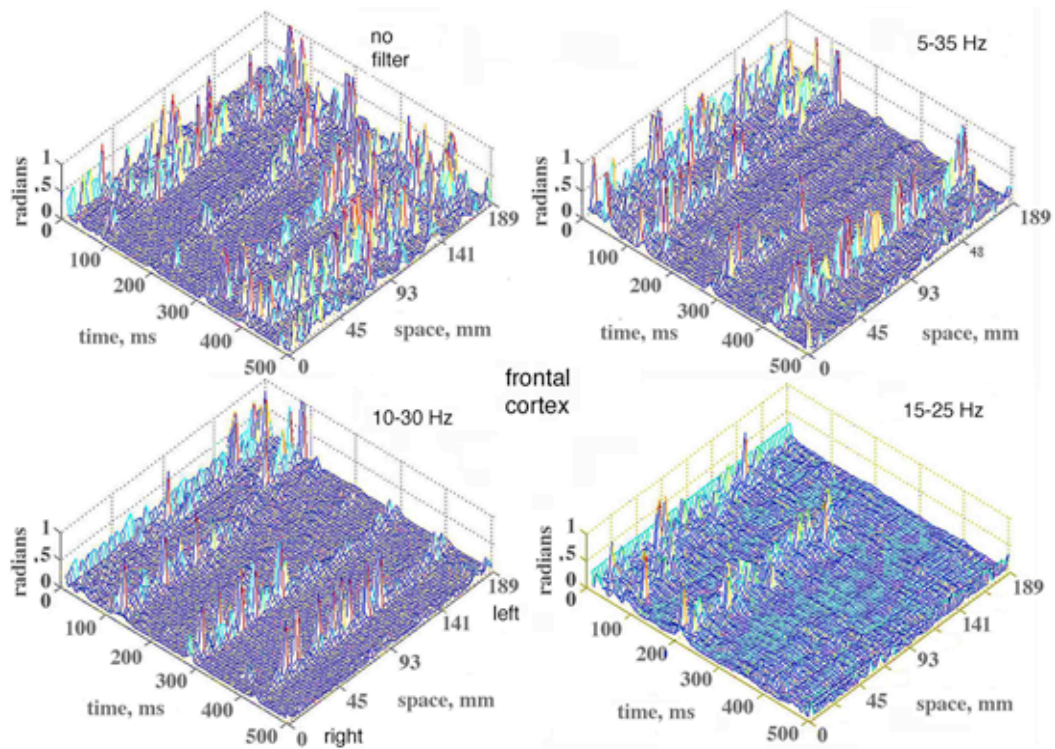 no
filter
1
.5
0
radians
0
100
200
300
400
500
time, ms
0
45
93
141
189
space, mm
5-35 Hz
1
.5
0
radians
0
100
200
300
400
500
time, ms
0
45
93
48
189
space, mm
frontal
cortex
10-30 Hz
1
.5
0
radians
0
100
200
300
400
500
time, ms
0
45
93
141
189
space, mm
left
right
15-25 Hz
1
.5
0
radians
0
100
200
300
400
500
time, ms
0
45
93
141
189
space, mm